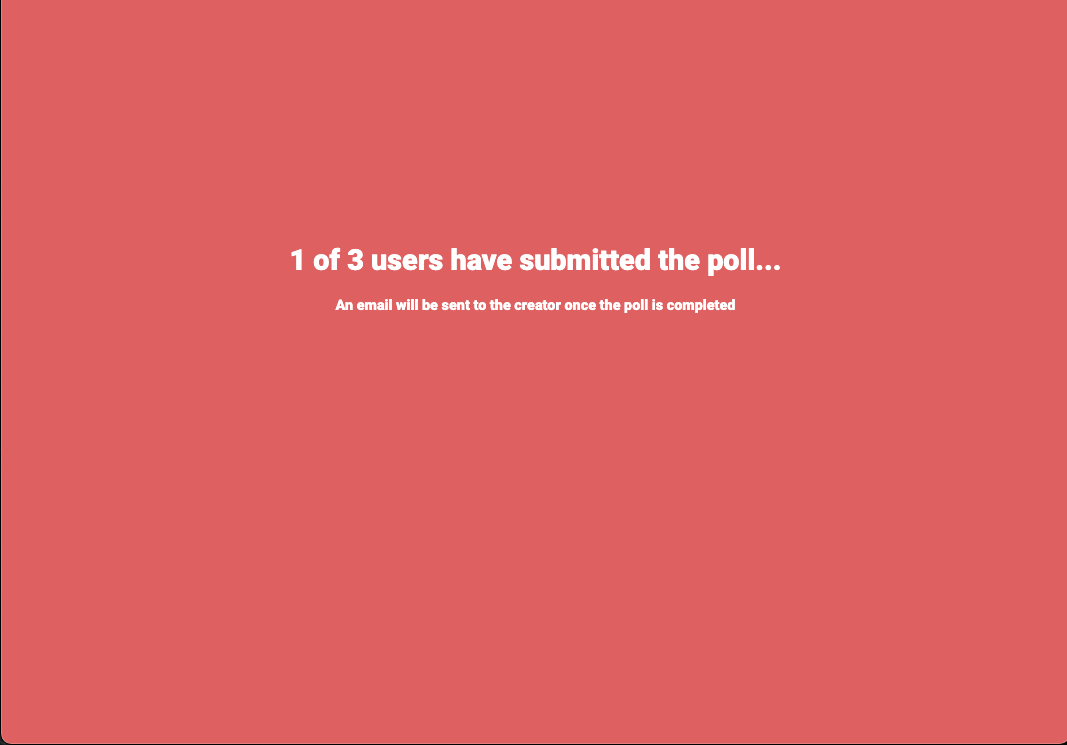 1 of 3 users have submitted the poll...
An email will be sent to the creator once the poll is completed